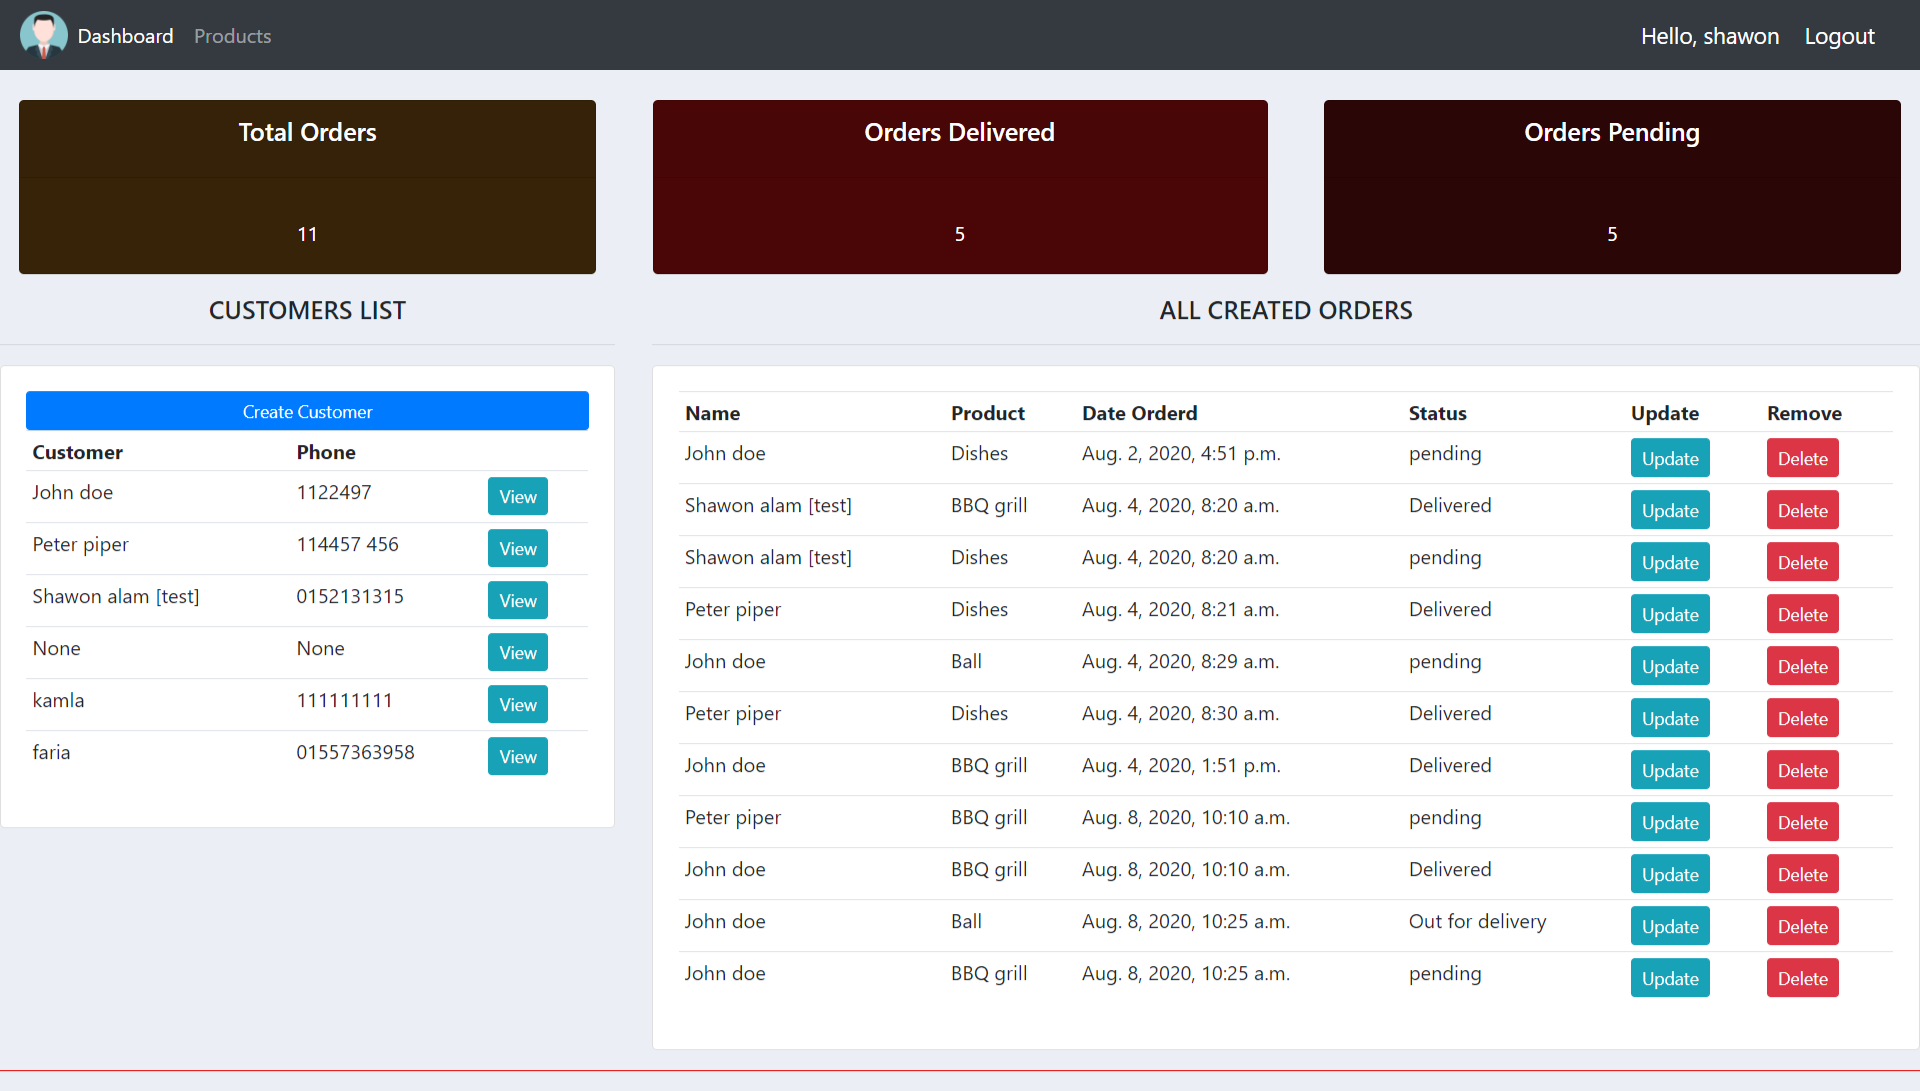 Dashboard Products Hello, shawon Logout
Total Orders
11
Orders Delivered
5
Orders Pending
5
CUSTOMERS LIST
Create Customer
Customer Phone
John doe 1122497 View
Peter piper 114457 456 View
Shawon alam [test] 0152131315 View
None None View
kamla 111111111 View
faria 01557363958 View
ALL CREATED ORDERS
Name Product Date Orderd Status Update Remove
John doe Dishes Aug. 2, 2020, 4:51 p.m. pending Update Delete
Shawon alam [test] BBQ grill Aug. 4, 2020, 8:20 a.m. Delivered Update Delete
Shawon alam [test] Dishes Aug. 4, 2020, 8:20 a.m. pending Update Delete
Peter piper Dishes Aug. 4, 2020, 8:21 a.m. Delivered Update Delete
John doe Ball Aug. 4, 2020, 8:29 a.m. pending Update Delete
Peter piper Dishes Aug. 4, 2020, 8:30 a.m. Delivered Update Delete
John doe BBQ grill Aug. 4, 2020, 1:51 p.m. Delivered Update Delete
Peter piper BBQ grill Aug. 8, 2020, 10:10 a.m. pending Update Delete
John doe BBQ grill Aug. 8, 2020, 10:10 a.m. Delivered Update Delete
John doe Ball Aug. 8, 2020, 10:25 a.m. Out for delivery Update Delete
John doe BBQ grill Aug. 8, 2020, 10:25 a.m. pending Update Delete